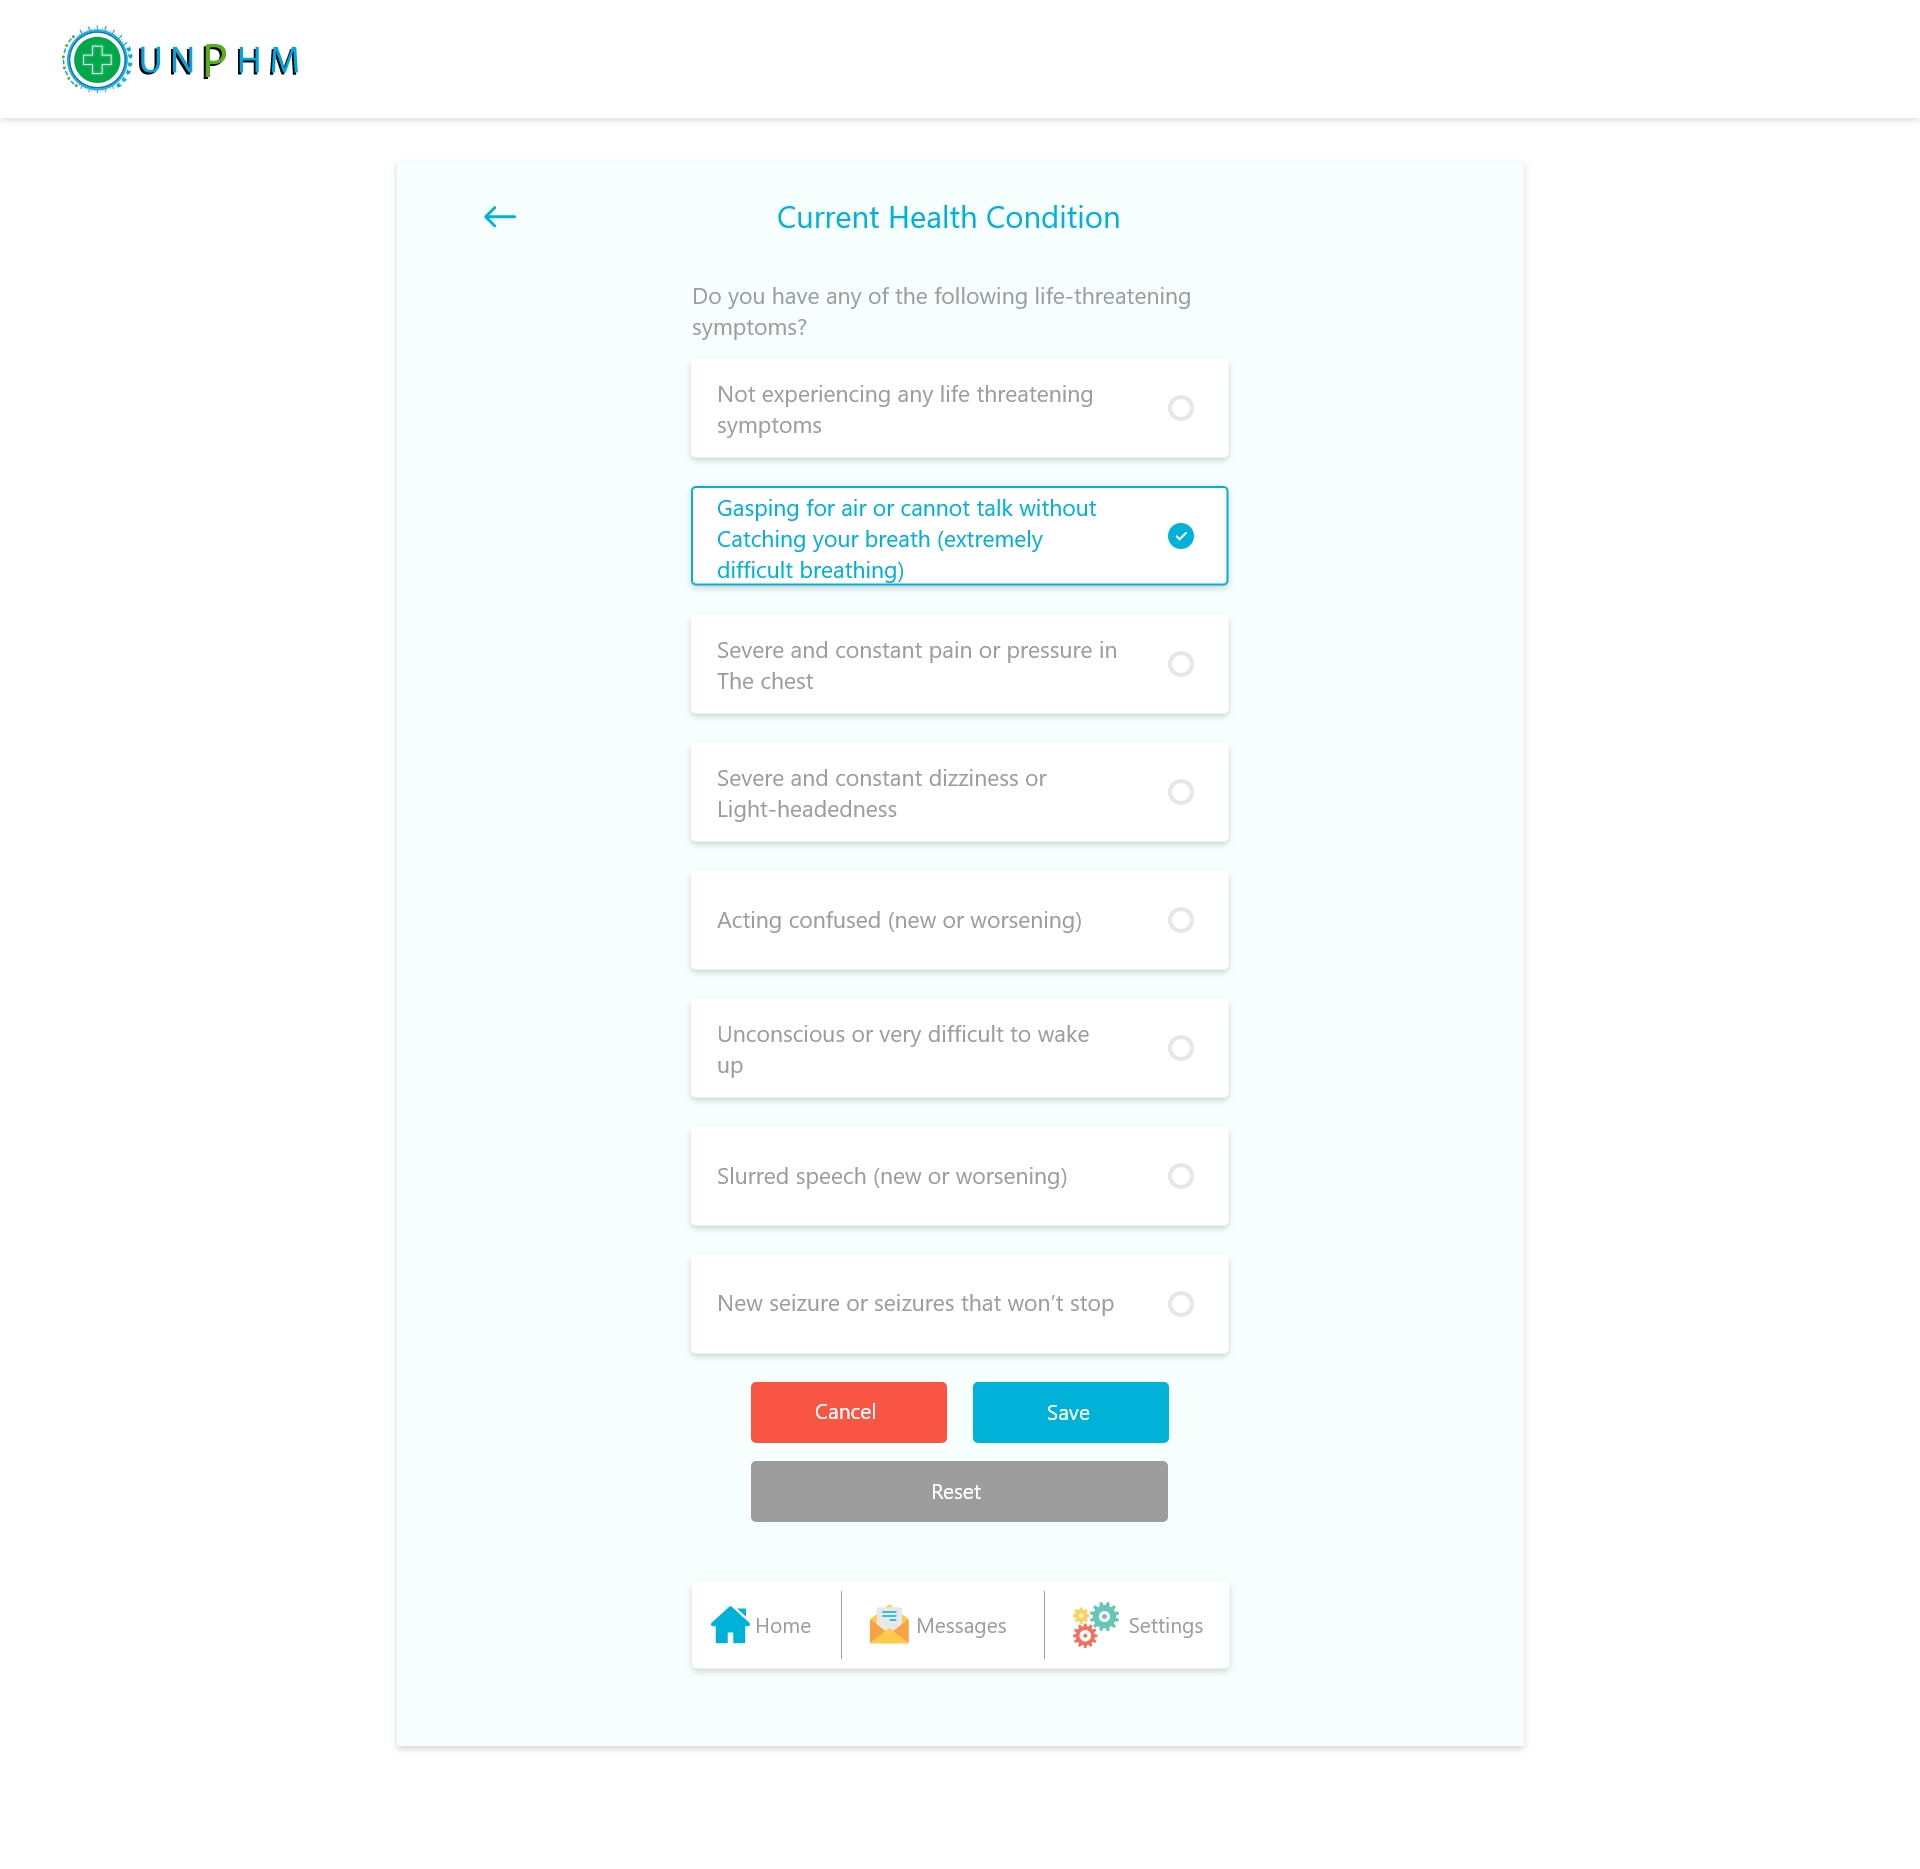 UNPHM
Current Health Condition
Do you have any of the following life-threatening
symptoms?
Not experiencing any life threatening
symptoms
Gasping for air or cannot talk without
Catching your breath (extremely
difficult breathing)
Severe and constant pain or pressure in
The chest
Severe and constant dizziness or
Light-headedness
Acting confused (new or worsening)
Unconscious or very difficult to wake
up
Slurred speech (new or worsening)
New seizure or seizures that won’t stop
Cancel Save
Reset
Home Messages Settings